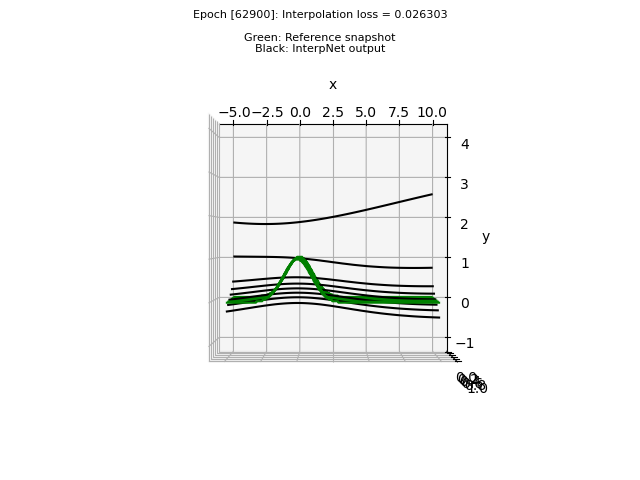 Epoch [62900]: Interpolation loss = 0.026303
Green: Reference snapshot
Black: InterpNet output
x
−5.0 −2.5 0.0 2.5 5.0 7.5 10.0
4
3
2
y
1
0
−1
1.0